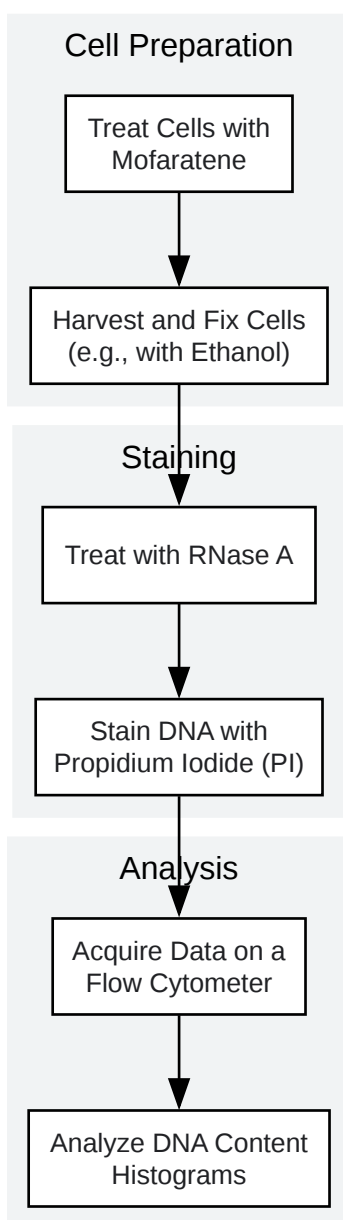 Cell Preparation
Treat Cells with
Mofaratene
Harvest and Fix Cells
(e.g., with Ethanol)
Staining
Treat with RNase A
Stain DNA with
Propidium Iodide (PI)
Analysis
Acquire Data on a
Flow Cytometer
Analyze DNA Content
Histograms